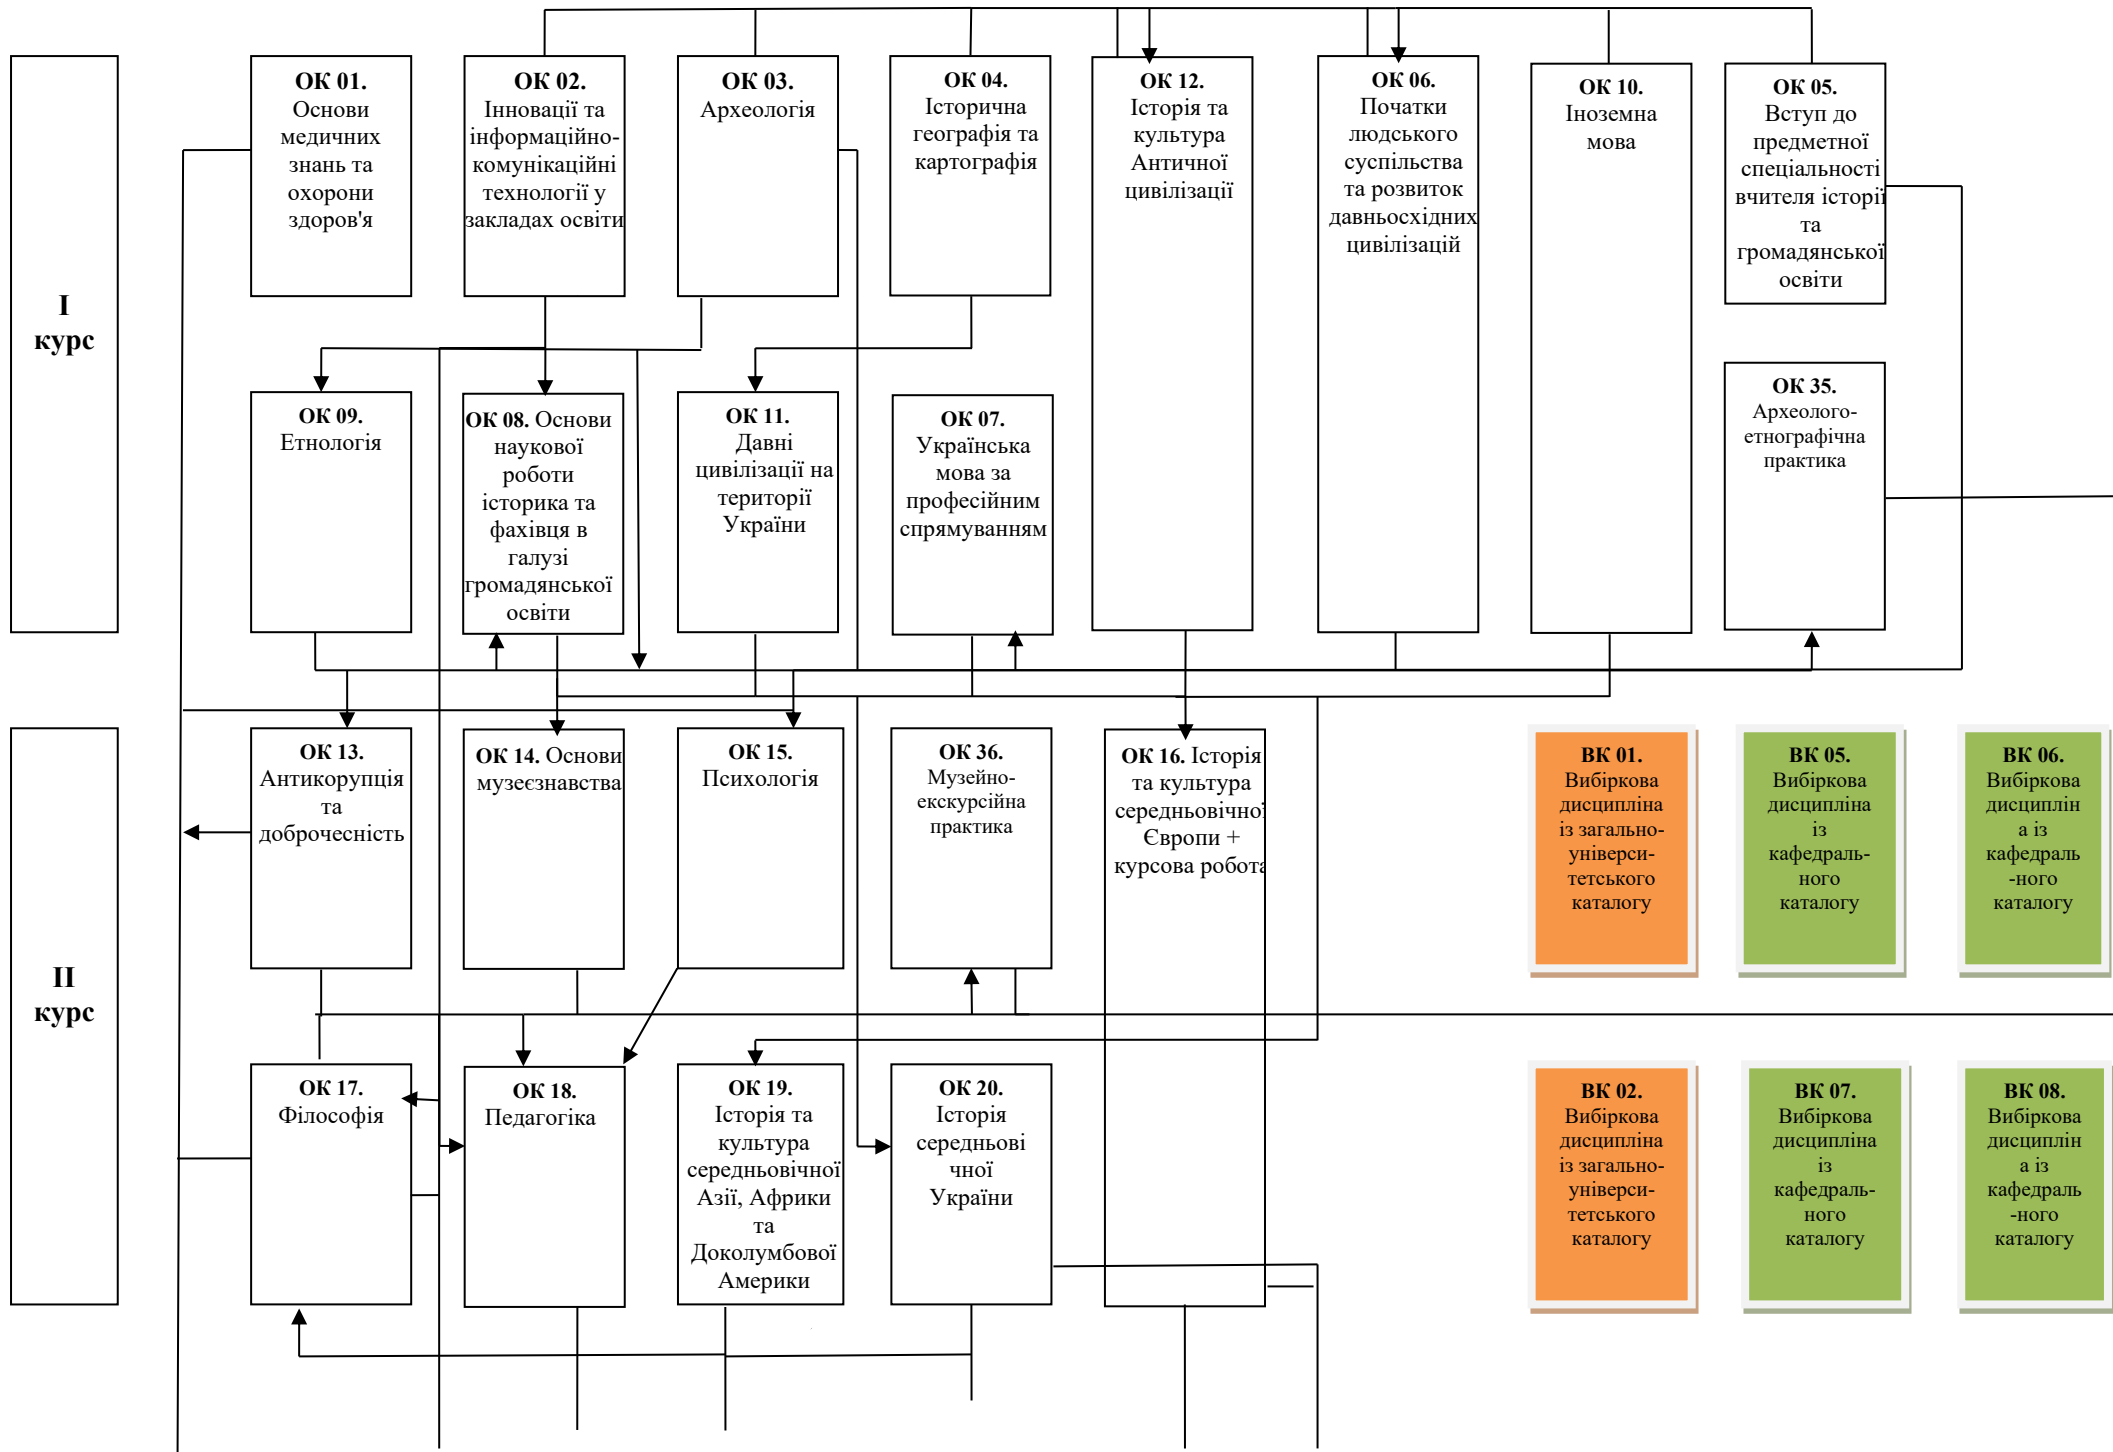 І
курс
ОК 01.
Основи
медичних
знань та
охорони
здоров'я
ОК 02.
Інновації та
інформаційно-
комунікаційні
технології у
закладах освіти
ОК 03.
Археологія
ОК 04.
Історична
географія та
картографія
ОК 12.
Історія та
культура
Античної
цивілізації
ОК 06.
Початки
людського
суспільства
та розвиток
давньосхідних
цивілізацій
ОК 10.
Іноземна
мова
ОК 05.
Вступ до
предметної
спеціальності
вчителя історії
та
громадянської
освіти
ОК 09.
Етнологія
ОК 08. Основи
наукової
роботи
історика та
фахівця в
галузі
громадянської
освіти
ОК 11.
Давні
цивілізації на
території
України
ОК 07.
Українська
мова за
професійним
спрямуванням
ОК 35.
Археолого-
етнографічна
практика
ІІ
курс
ОК 13.
Антикорупція
та
доброчесність
ОК 14. Основи
музеєзнавства
ОК 15.
Психологія
ОК 36.
Музейно-
екскурсійна
практика
ОК 16. Історія
та культура
середньовічної
Європи +
курсова робота
ВК 01.
Вибіркова
дисципліна
із загально-
універси-
тетського
каталогу
ВК 05.
Вибіркова
дисципліна
із
кафедраль-
ного
каталогу
ВК 06.
Вибіркова
дисциплін
а із
кафедраль
-ного
каталогу
ОК 17.
Філософія
ОК 18.
Педагогіка
ОК 19.
Історія та
культура
середньовічної
Азії, Африки
та
Доколумбової
Америки
ОК 20.
Історія
середньові
чної
України
ВК 02.
Вибіркова
дисципліна
із загально-
універси-
тетського
каталогу
ВК 07.
Вибіркова
дисципліна
із
кафедраль-
ного
каталогу
ВК 08.
Вибіркова
дисциплін
а із
кафедраль
-ного
каталогу